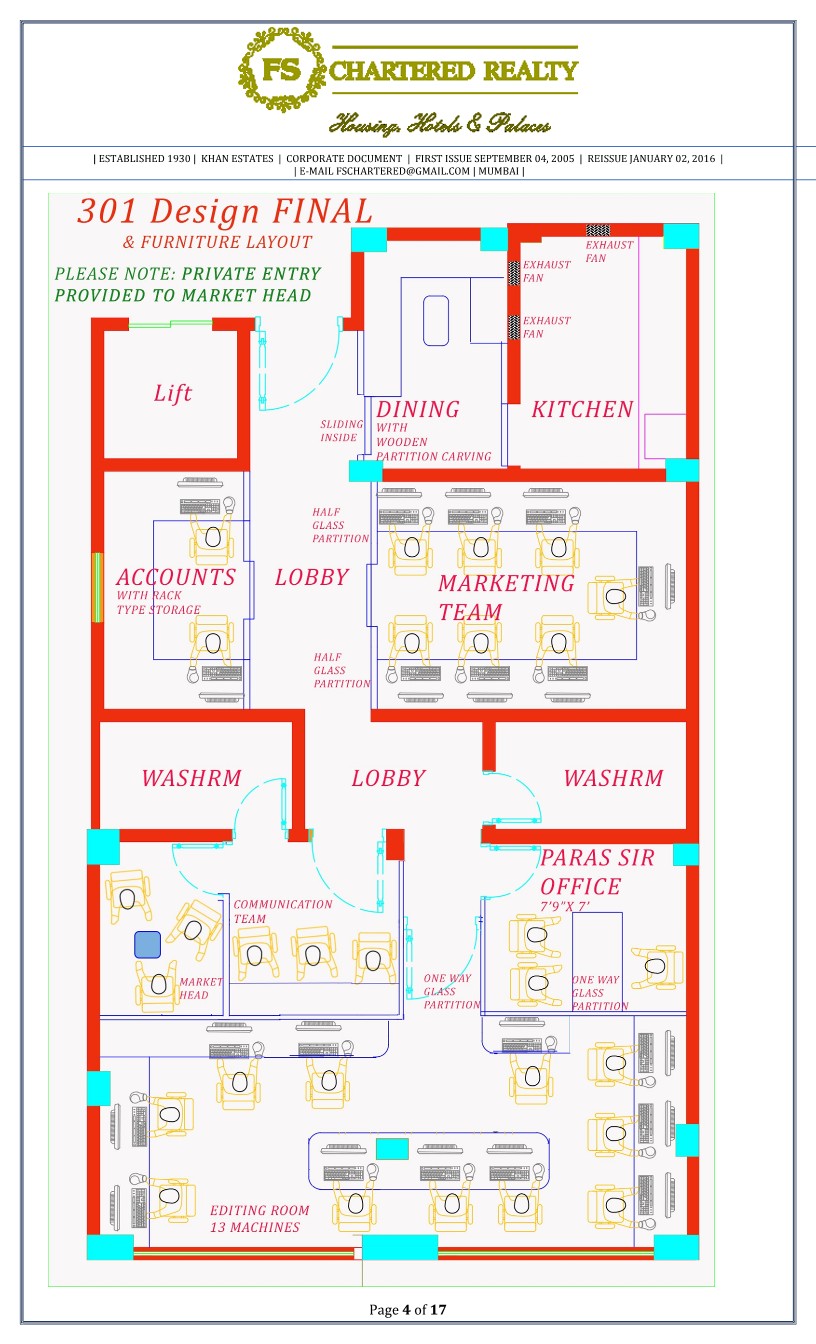 FS
CHARTERED REALTY
Housing, Hotels & Palaces
| ESTABLISHED 1930 | KHAN ESTATES | CORPORATE DOCUMENT | FIRST ISSUE SEPTEMBER 04, 2005 | REISSUE JANUARY 02, 2016 |
| E-MAIL FSCHARTERED@GMAIL.COM | MUMBAI |
301 Design FINAL
& FURNITURE LAYOUT
PLEASE NOTE: PRIVATE ENTRY
PROVIDED TO MARKET HEAD
EXHAUST
FAN
EXHAUST
FAN
EXHAUST
FAN
Lift
SLIDING
INSIDE
DINING
WITH
WOODEN
PARTITION CARVING
KITCHEN
HALF
GLASS
PARTITION
ACCOUNTS
WITH RACK
TYPE STORAGE
LOBBY
MARKETING
TEAM
HALF
GLASS
PARTITION
WASHRM
LOBBY
WASHRM
PARAS SIR
OFFICE
7'9"X 7'
COMMUNICATION
TEAM
MARKET
HEAD
ONE WAY
GLASS
PARTITION
ONE WAY
GLASS
PARTITION
EDITING ROOM
13 MACHINES
Page 4 of 17